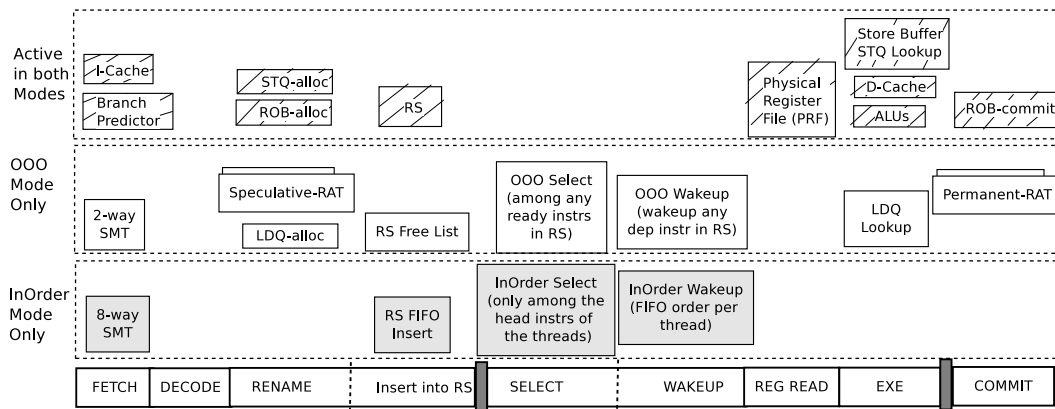 Active
in both
Modes
I-Cache
Branch
Predictor
STQ-alloc
ROB-alloc
RS
Physical
Register
File (PRF)
Store Buffer
STQ Lookup
D-Cache
ALUs
ROB-commit
OOO
Mode
Only
2-way
SMT
Speculative-RAT
LDQ-alloc
RS Free List
OOO Select
(among any
ready instrs
in RS)
OOO Wakeup
(wakeup any
dep instr in RS)
LDQ
Lookup
Permanent-RAT
InOrder
Mode
Only
8-way
SMT
RS FIFO
Insert
InOrder Select
(only among the
head instrs of
the threads)
InOrder Wakeup
(FIFO order per
thread)
FETCH
DECODE
RENAME
Insert into RS
SELECT
WAKEUP
REG READ
EXE
COMMIT